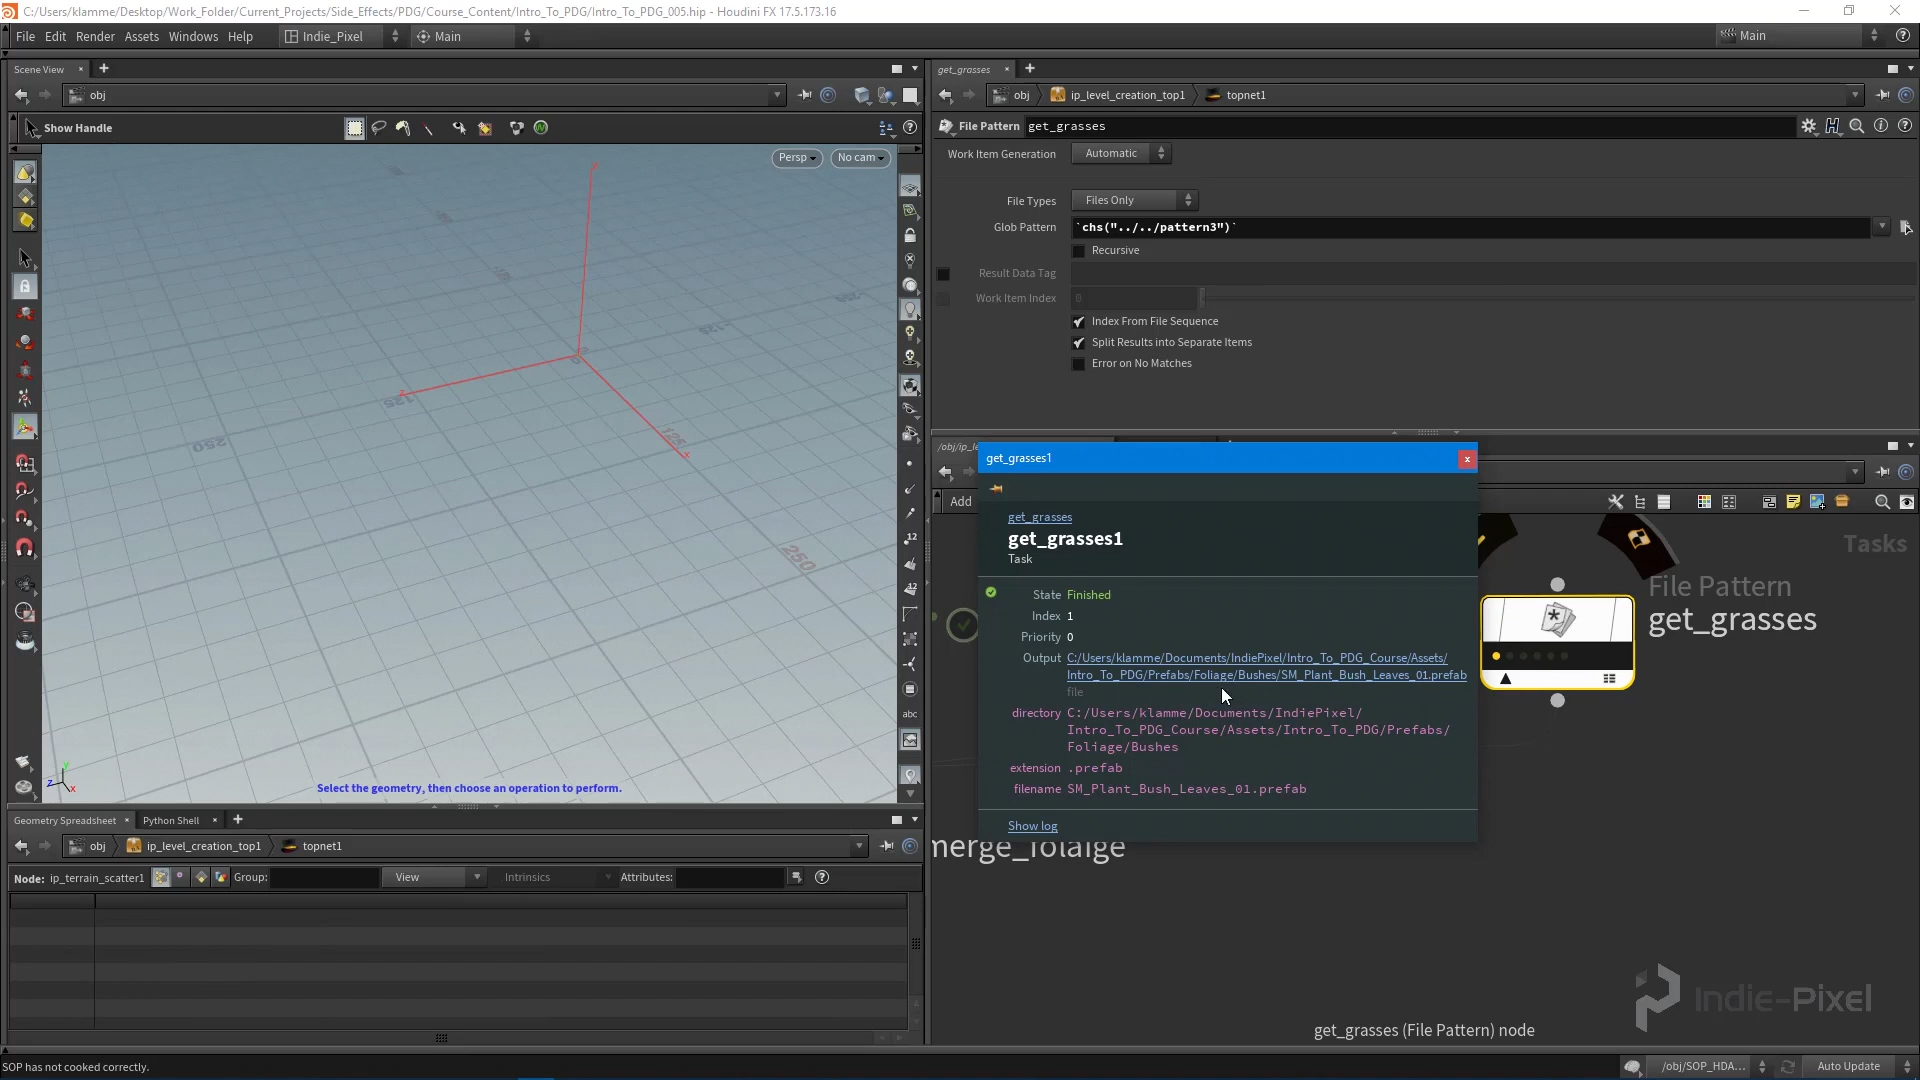 C:/Users/klamme/Desktop/Work_Folder/Current_Projects/Side_Effects/PDG/Course_Content/Intro_To_PDG/Intro_To_PDG_005.hip - Houdini FX 17.5.173.16
File Edit Render Assets Windows Help Indie_Pixel Main Main
Scene View
obj
Show Handle
Persp No cam
z
125
250
125
x
250
Select the geometry, then choose an operation to perform.
Geometry Spreadsheet Python Shell
obj ip_level_creation_top1 topnet1
Node: ip_terrain_scatter1 Group: View Intrinsics Attributes:
get_grasses
obj ip_level_creation_top1 topnet1
File Pattern get_grasses
Work Item Generation Automatic
File Types Files Only
Glob Pattern `chs("../../pattern3")`
Recursive
Result Data Tag
Work Item Index 0
Index From File Sequence
Split Results into Separate Items
Error on No Matches
Add
get_grasses1
get_grasses
get_grasses1
Task
State Finished
Index 1
Priority 0
Output C:/Users/klamme/Documents/IndiePixel/Intro_To_PDG_Course/Assets/
Intro_To_PDG/Prefabs/Foliage/Bushes/SM_Plant_Bush_Leaves_01.prefab
file
directory C:/Users/klamme/Documents/IndiePixel/
Intro_To_PDG_Course/Assets/Intro_To_PDG/Prefabs/
Foliage/Bushes
extension .prefab
filename SM_Plant_Bush_Leaves_01.prefab
Show log
Tasks
File Pattern
get_grasses
merge_folaige
Indie-Pixel
get_grasses (File Pattern) node
SOP has not cooked correctly.
/obj/SOP_HDA... Auto Update